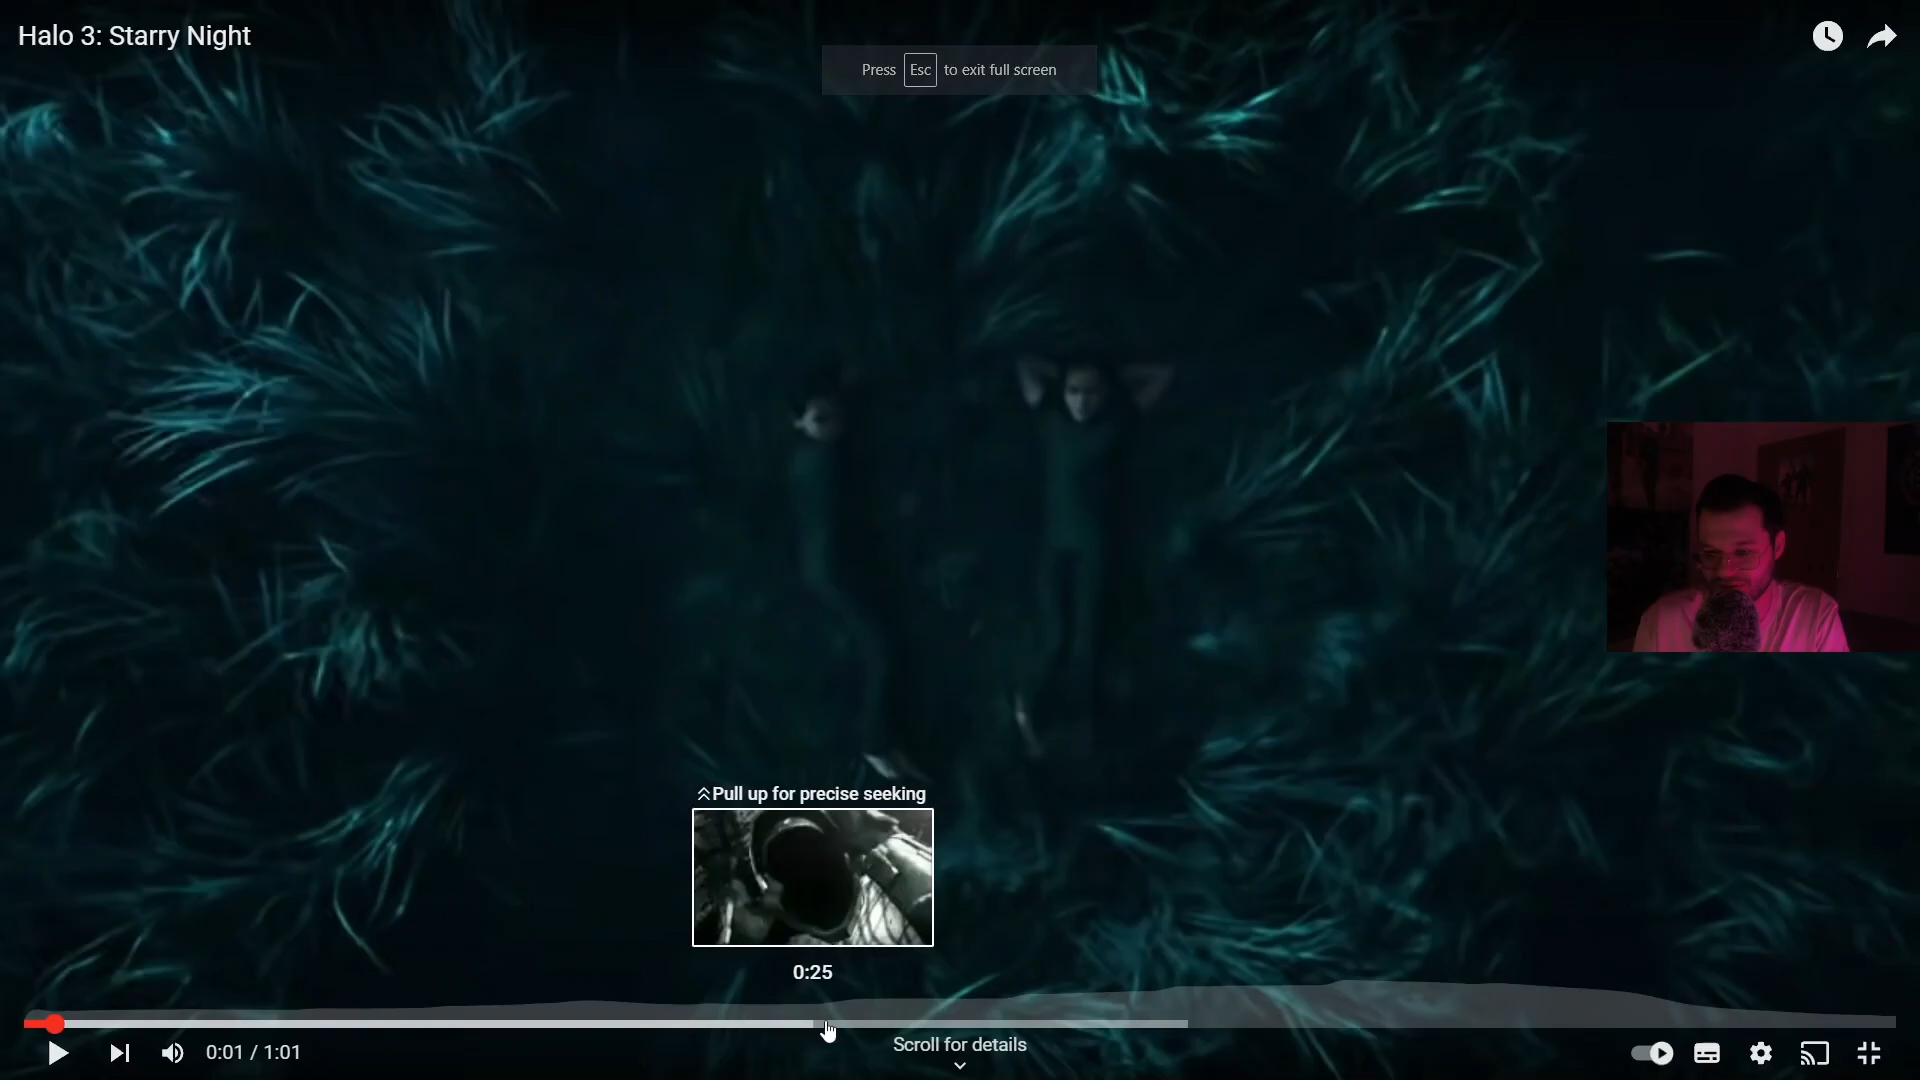 Halo 3: Starry Night
Press Esc to exit full screen
Pull up for precise seeking
0:25
0:01 / 1:01
Scroll for details